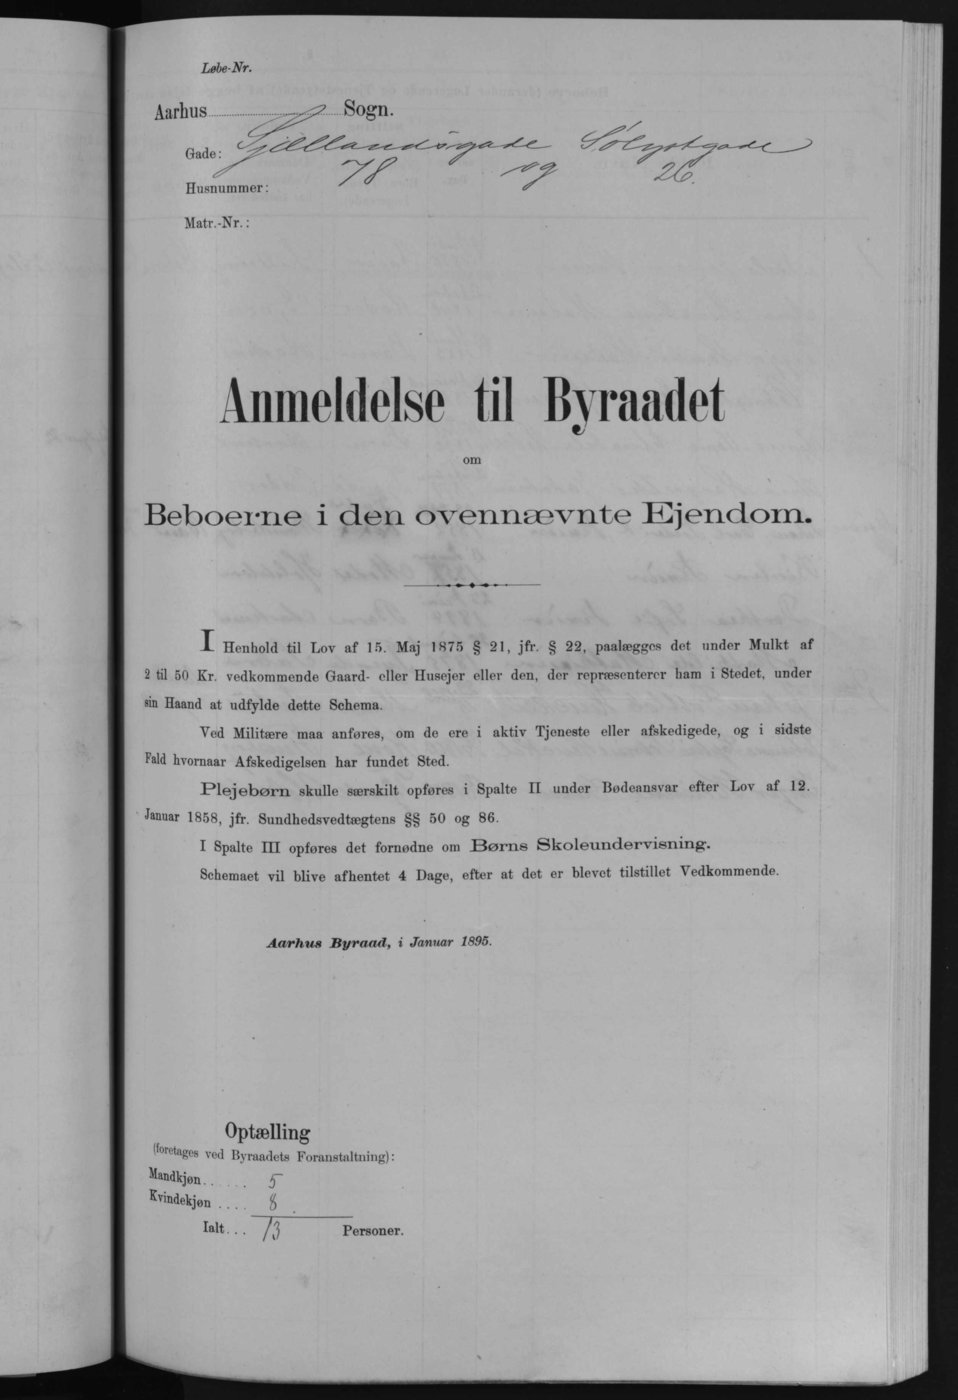 Løbe-Nr.
Aarhus Sogn.
Gade: Sjællandsgade Sølystgade
Husnummer: 78 og 26.
Matr.-Nr.:
Anmeldelse til Byraadet
om
Beboerne i den ovennævnte Ejendom.
I Henhold til Lov af 15. Maj 1875 § 21, jfr. § 22, paalægges det under Mulkt af
2 til 50 Kr. vedkommende Gaard- eller Husejer eller den, der repræsenterer ham i Stedet, under
sin Haand at udfylde dette Schema.
Ved Militære maa anføres, om de ere i aktiv Tjeneste eller afskedigede, og i sidste
Fald hvornaar Afskedigelsen har fundet Sted.
Plejebørn skulle særskilt opføres i Spalte II under Bødeansvar efter Lov af 12.
Januar 1858, jfr. Sundhedsvedtægtens §§ 50 og 86.
I Spalte III opføres det fornødne om Børns Skoleundervisning.
Schemaet vil blive afhentet 4 Dage, efter at det er blevet tilstillet Vedkommende.
Aarhus Byraad, i Januar 1895.
Optælling
(foretages ved Byraadets Foranstaltning):
Mandkjøn...... 5
Kvindekjøn .... 8
Ialt... 13 Personer.